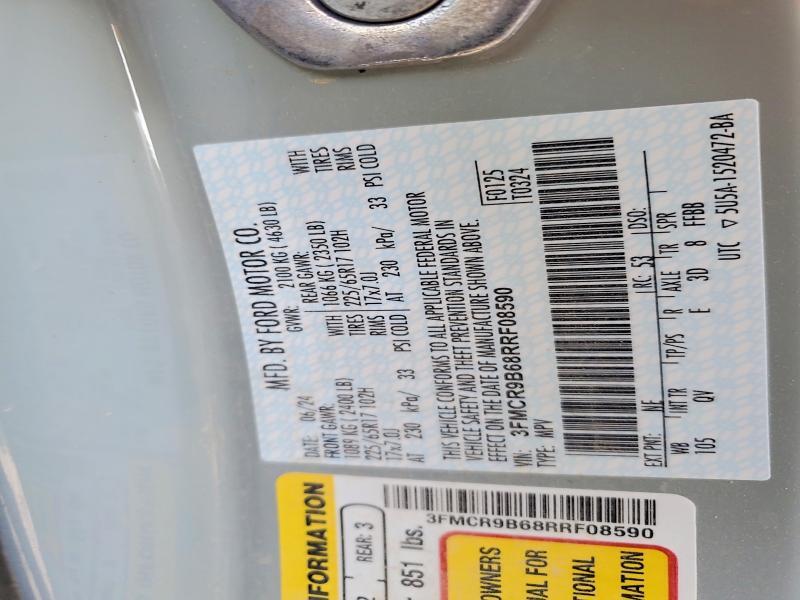 MFD. BY FORD MOTOR CO.
DATE: 06/24 GVWR: 2100 KG ( 4630 LB)
FRONT GAWR: REAR GAWR: WITH
1089 KG ( 2400 LB) WITH 1066 KG ( 2350 LB) TIRES
225/65R17 102H TIRES 225/65R17 102H RIMS
17x7.0J RIMS 17x7.0J
AT 230 kPa/ 33 PSI COLD AT 230 kPa/ 33 PSI COLD
THIS VEHICLE CONFORMS TO ALL APPLICABLE FEDERAL MOTOR
VEHICLE SAFETY AND THEFT PREVENTION STANDARDS IN
EFFECT ON THE DATE OF MANUFACTURE SHOWN ABOVE.
VIN: 3FMCR9B68RRF08590
TYPE: MPV
F0125
T0324
EXT PNT: NE RC: 53 DSO:
WB INT TR TP/PS R AXLE TR SPR
105 QV E 3D 8 FFBB
UTC ▽ 5U5A-1520472-BA
FORMATION
REAR: 3
851 lbs.
3FMCR9B68RRF08590
OWNERS
AL FOR
TIONAL
MATION